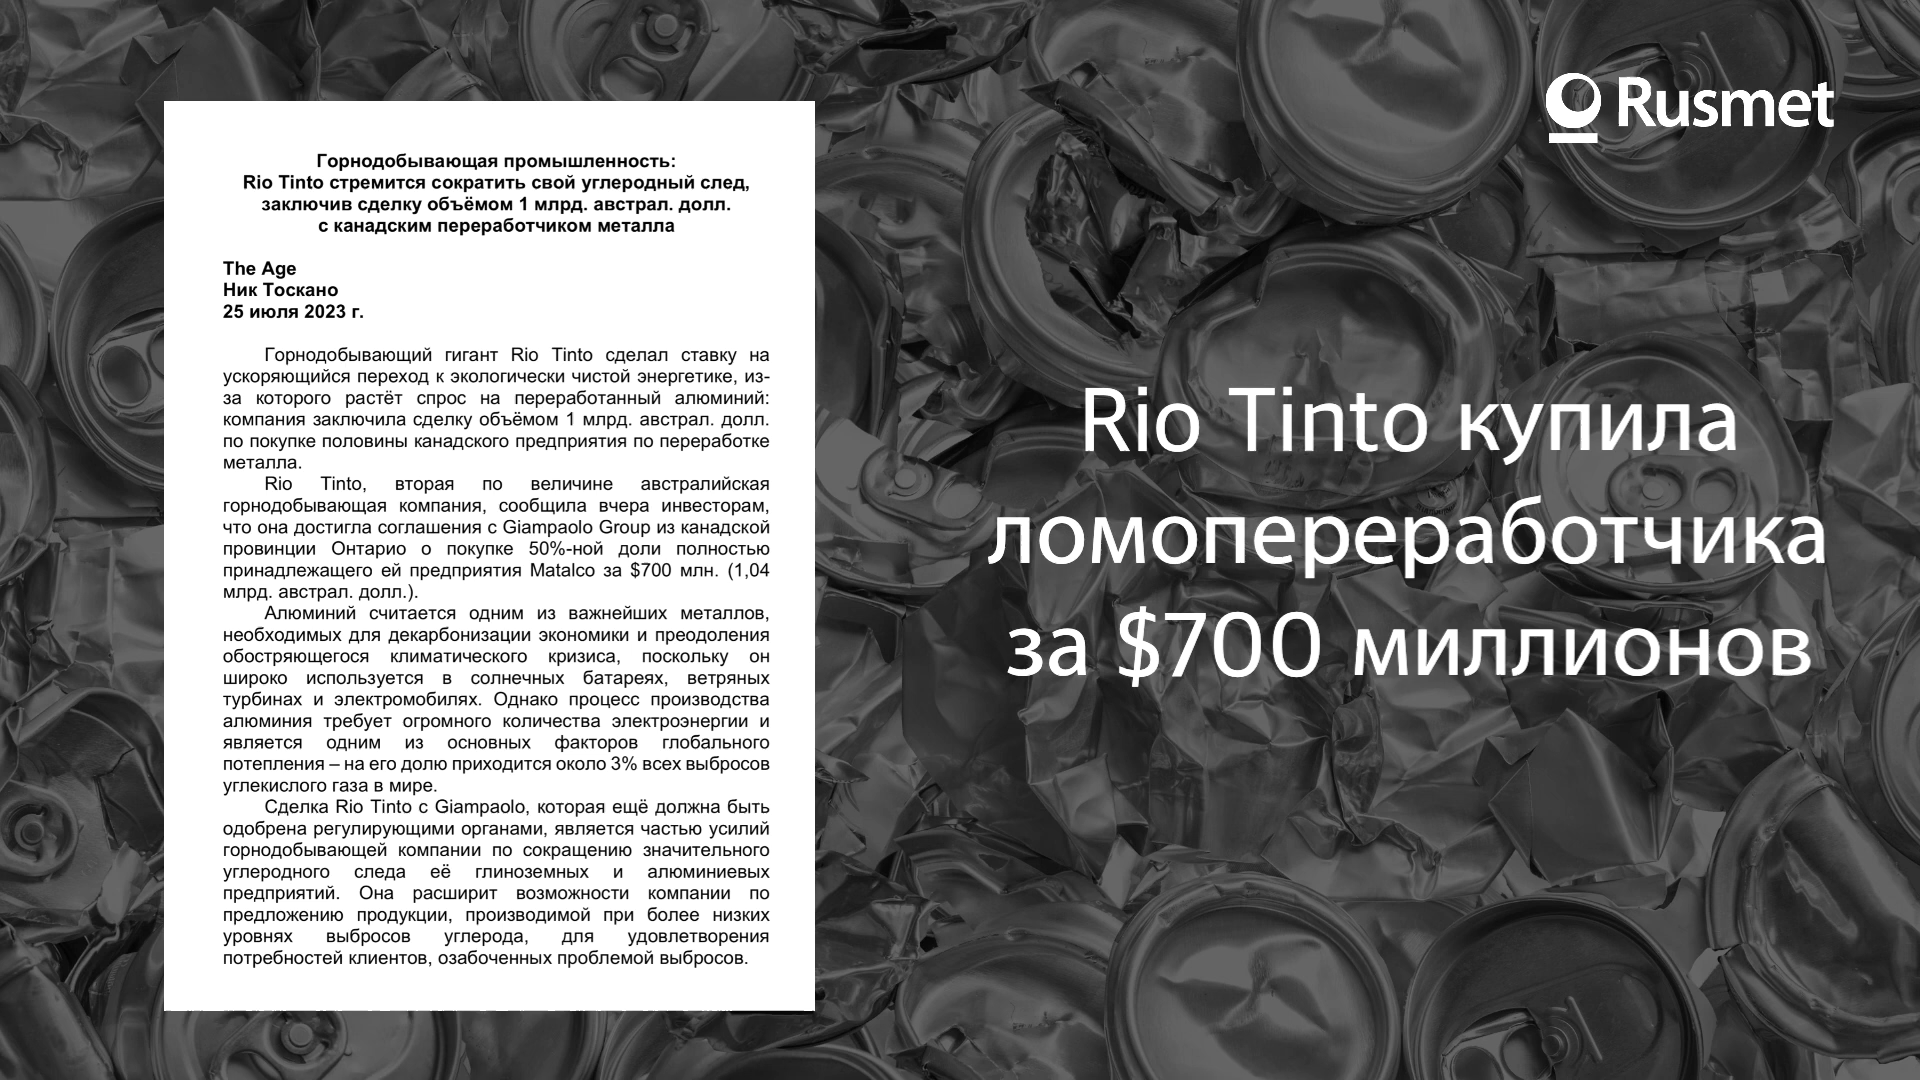 Rusmet
Горнодобывающая промышленность:
Rio Tinto стремится сократить свой углеродный след,
заключив сделку объёмом 1 млрд. австрал. долл.
с канадским переработчиком металла
The Age
Ник Тоскано
25 июля 2023 г.
Горнодобывающий гигант Rio Tinto сделал ставку на
ускоряющийся переход к экологически чистой энергетике, из-
за которого растёт спрос на переработанный алюминий:
компания заключила сделку объёмом 1 млрд. австрал. долл.
по покупке половины канадского предприятия по переработке
металла.
Rio Tinto, вторая по величине австралийская
горнодобывающая компания, сообщила вчера инвесторам,
что она достигла соглашения с Giampaolo Group из канадской
провинции Онтарио о покупке 50%-ной доли полностью
принадлежащего ей предприятия Matalco за $700 млн. (1,04
млрд. австрал. долл.).
Алюминий считается одним из важнейших металлов,
необходимых для декарбонизации экономики и преодоления
обостряющегося климатического кризиса, поскольку он
широко используется в солнечных батареях, ветряных
турбинах и электромобилях. Однако процесс производства
алюминия требует огромного количества электроэнергии и
является одним из основных факторов глобального
потепления – на его долю приходится около 3% всех выбросов
углекислого газа в мире.
Сделка Rio Tinto с Giampaolo, которая ещё должна быть
одобрена регулирующими органами, является частью усилий
горнодобывающей компании по сокращению значительного
углеродного следа её глиноземных и алюминиевых
предприятий. Она расширит возможности компании по
предложению продукции, производимой при более низких
уровнях выбросов углерода, для удовлетворения
потребностей клиентов, озабоченных проблемой выбросов.
Rio Tinto купила
ломопереработчика
за $700 миллионов